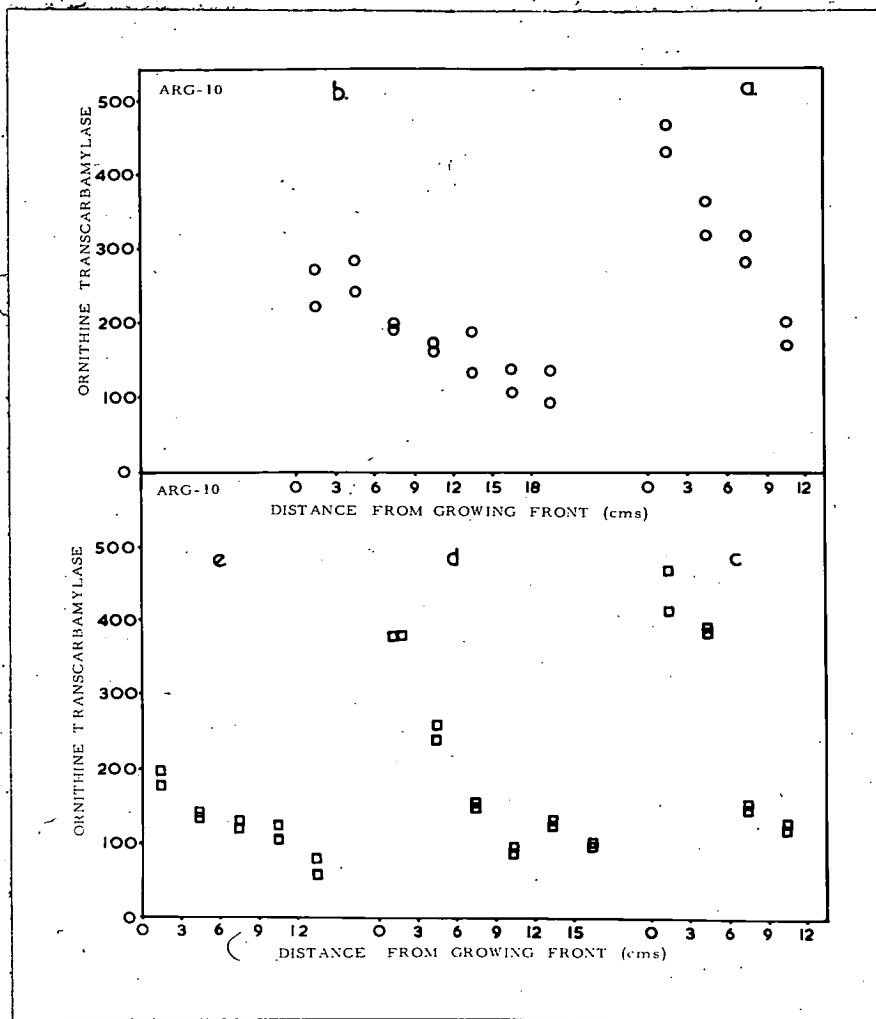 ARG-10 b. a.
500
400
300
200
100
0
ORNITHINE TRANSCARBAMYLASE
0 3 6 9 12 15 18 0 3 6 9 12
DISTANCE FROM GROWING FRONT (cms)
ARG-10
e d c
500
400
300
200
100
0
ORNITHINE TRANSCARBAMYLASE
0 3 6 9 12 0 3 6 9 12 15 0 3 6 9 12
DISTANCE FROM GROWING FRONT (cms)